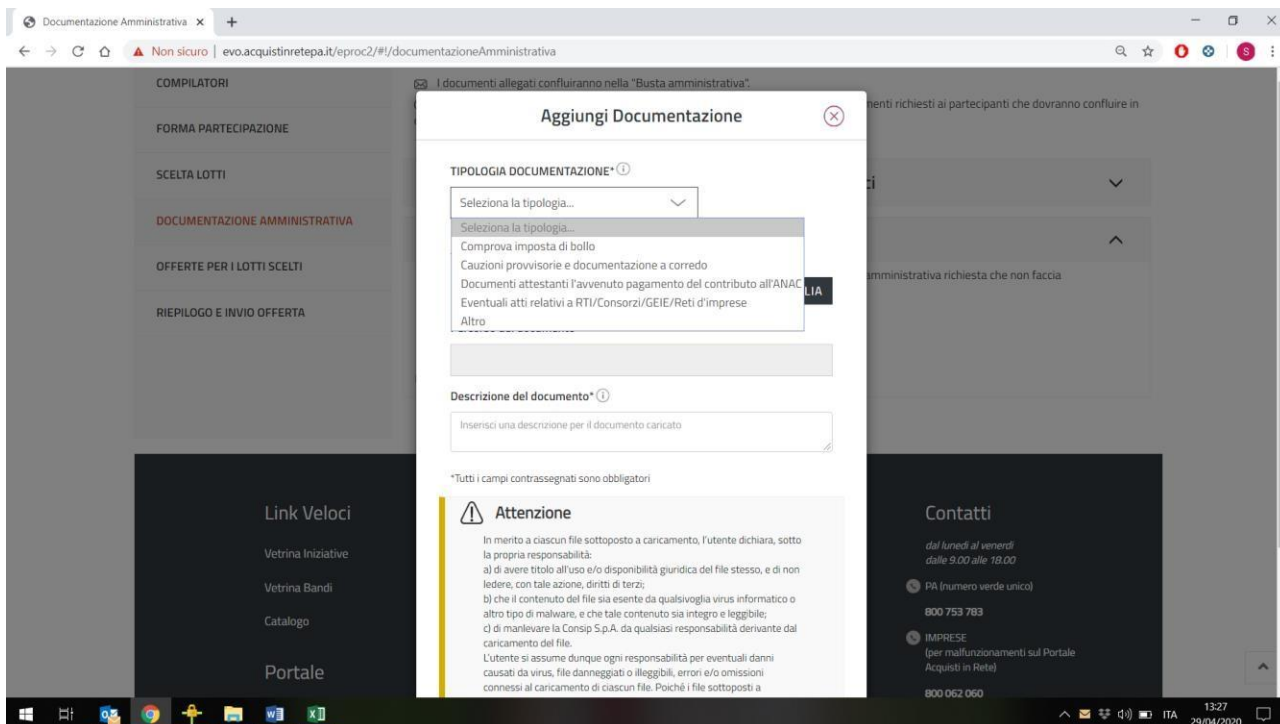 Documentazione Amministrativa
Non sicuro | evo.acquistinretepa.it/eproc2/#!/documentazioneAmministrativa
S
COMPILATORI
FORMA PARTECIPAZIONE
SCELTA LOTTI
DOCUMENTAZIONE AMMINISTRATIVA
OFFERTE PER I LOTTI SCELTI
RIEPILOGO E INVIO OFFERTA
I documenti allegati confluiranno nella "Busta amministrativa".
menti richiesti ai partecipanti che dovranno confluire in
amministrativa richiesta che non faccia
Aggiungi Documentazione
TIPOLOGIA DOCUMENTAZIONE*
Seleziona la tipologia...
Seleziona la tipologia...
Comprova imposta di bollo
Cauzioni provvisorie e documentazione a corredo
Documenti attestanti l'avvenuto pagamento del contributo all'ANAC
Eventuali atti relativi a RTI/Consorzi/GEIE/Reti d'imprese
Altro
LIA
Descrizione del documento*
Inserisci una descrizione per il documento caricato
*Tutti i campi contrassegnati sono obbligatori
Attenzione
In merito a ciascun file sottoposto a caricamento, l'utente dichiara, sotto
la propria responsabilità:
a) di avere titolo all'uso e/o disponibilità giuridica del file stesso, e di non
ledere, con tale azione, diritti di terzi;
b) che il contenuto del file sia esente da qualsivoglia virus informatico o
altro tipo di malware, e che tale contenuto sia integro e leggibile;
c) di manlevare la Consip S.p.A. da qualsiasi responsabilità derivante dal
caricamento del file.
L'utente si assume dunque ogni responsabilità per eventuali danni
causati da virus, file danneggiati o illeggibili, errori e/o omissioni
connessi al caricamento di ciascun file. Poiché i file sottoposti a
Link Veloci
Vetrina Iniziative
Vetrina Bandi
Catalogo
Portale
Contatti
dal lunedì al venerdì
dalle 9.00 alle 18.00
PA (numero verde unico)
800 753 783
IMPRESE
(per malfunzionamenti sul Portale
Acquisti in Rete)
800 062 060
ITA
13:27
29/04/2020